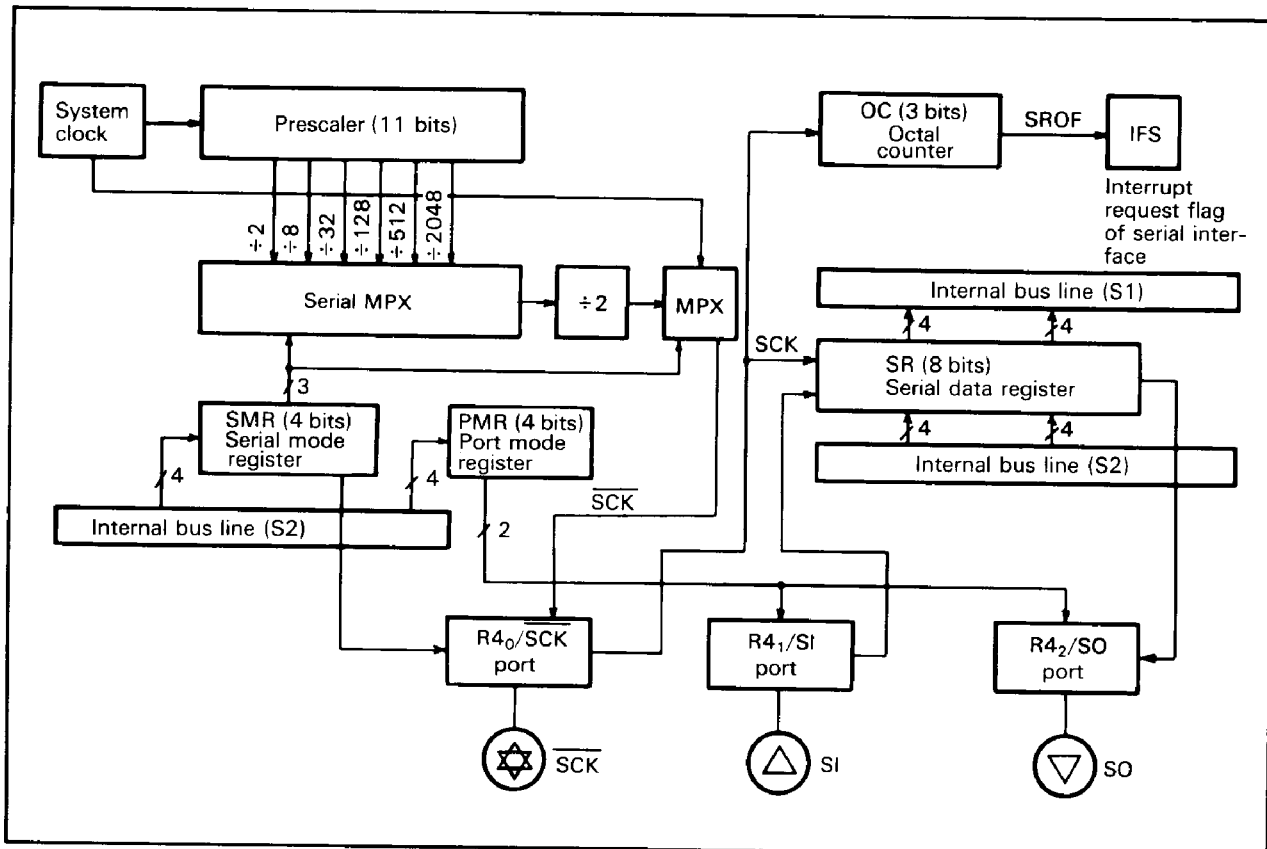 System
clock
Prescaler (11 bits)
OC (3 bits)
Octal
counter
SROF
IFS
Interrupt
request flag
of serial inter-
face
÷2
÷8
÷32
÷128
÷512
÷2048
Serial MPX
÷2
MPX
Internal bus line (S1)
4
4
SCK
SR (8 bits)
Serial data register
3
SMR (4 bits)
Serial mode
register
PMR (4 bits)
Port mode
register
4
4
4
4
Internal bus line (S2)
Internal bus line (S2)
S̅C̅K̅
2
R4₀/S̅C̅K̅
port
R4₁/SI
port
R4₂/SO
port
S̅C̅K̅
SI
SO